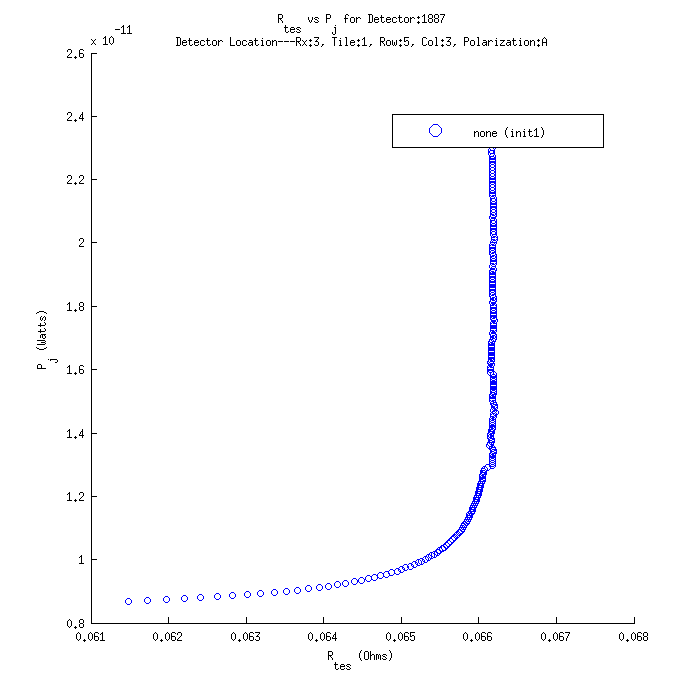 R_tes vs P_j for Detector:1887
Detector Location---Rx:3, Tile:1, Row:5, Col:3, Polarization:A
x 10^-11
2.6
2.4
2.2
2
1.8
1.6
1.4
1.2
1
0.8
P_j (Watts)
none (init1)
0.061 0.062 0.063 0.064 0.065 0.066 0.067 0.068
R_tes (Ohms)